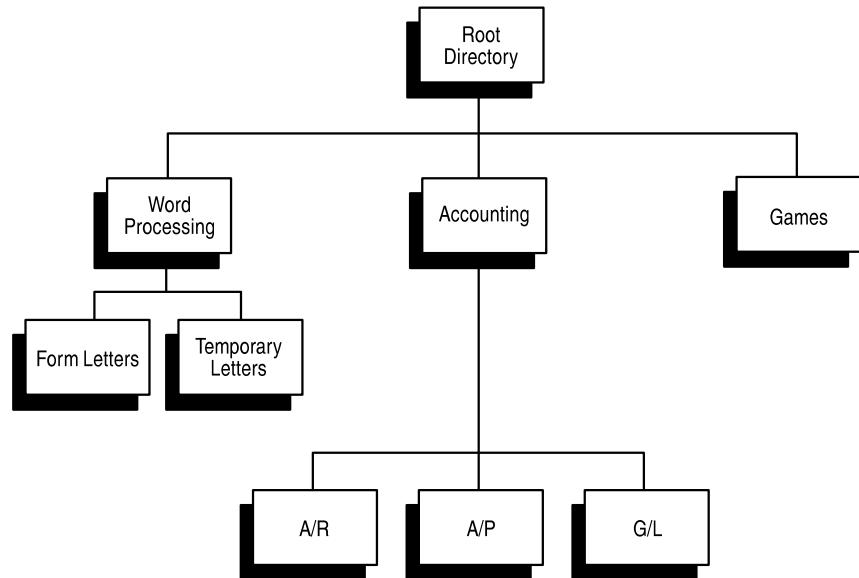 Root
Directory
Word
Processing
Accounting
Games
Form Letters
Temporary
Letters
A/R
A/P
G/L